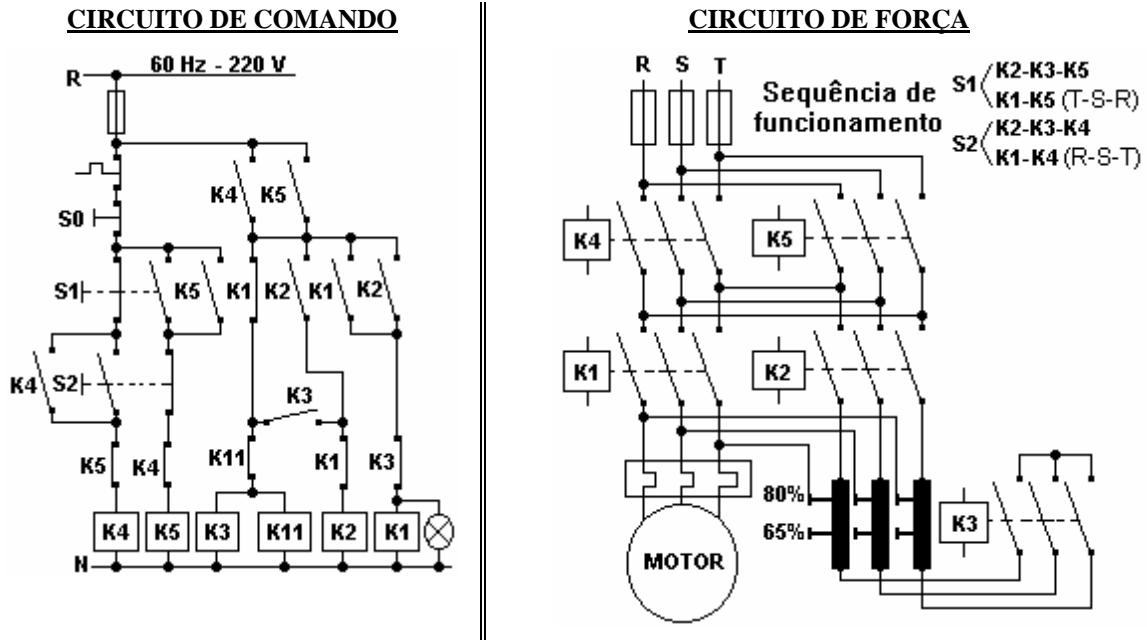 CIRCUITO DE COMANDO
R 60 Hz - 220 V
K4 K5
S0
S1 K5 K1 K2 K1 K2
K4 S2
K3
K5 K4 K11 K1 K3
K4 K5 K3 K11 K2 K1
N
CIRCUITO DE FORÇA
R S T
Sequência de
funcionamento
S1 K2-K3-K5
K1-K5 (T-S-R)
S2 K2-K3-K4
K1-K4 (R-S-T)
K4 K5
K1 K2
80%
65%
K3
MOTOR